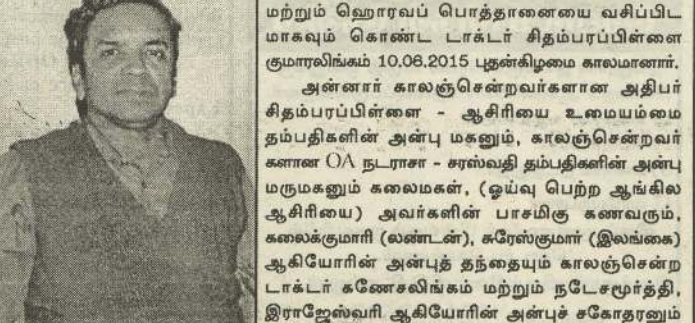 மற்றும் ஹொரவப் பொத்தானையை வசிப்பிட
மாகவும் கொண்ட டாக்டர் சிதம்பரப்பிள்ளை
குமாரலிங்கம் 10.06.2015 புதன்கிழமை காலமானார்.
அன்னார் காலஞ்சென்றவர்களான அதிபர்
சிதம்பரப்பிள்ளை - ஆசிரியை உமையம்மை
தம்பதிகளின் அன்பு மகனும், காலஞ்சென்றவர்
களான OA நடராசா - சரஸ்வதி தம்பதிகளின் அன்பு
மருமகனும் கலைமகள், (ஓய்வு பெற்ற ஆங்கில
ஆசிரியை) அவர்களின் பாசமிகு கணவரும்,
கலைக்குமாரி (லண்டன்), சுரேஸ்குமார் (இலங்கை)
ஆகியோரின் அன்புத் தந்தையும் காலஞ்சென்ற
டாக்டர் கணேசலிங்கம் மற்றும் நடேசமூர்த்தி,
இராஜேஸ்வரி ஆகியோரின் அன்புச் சகோதரனும்